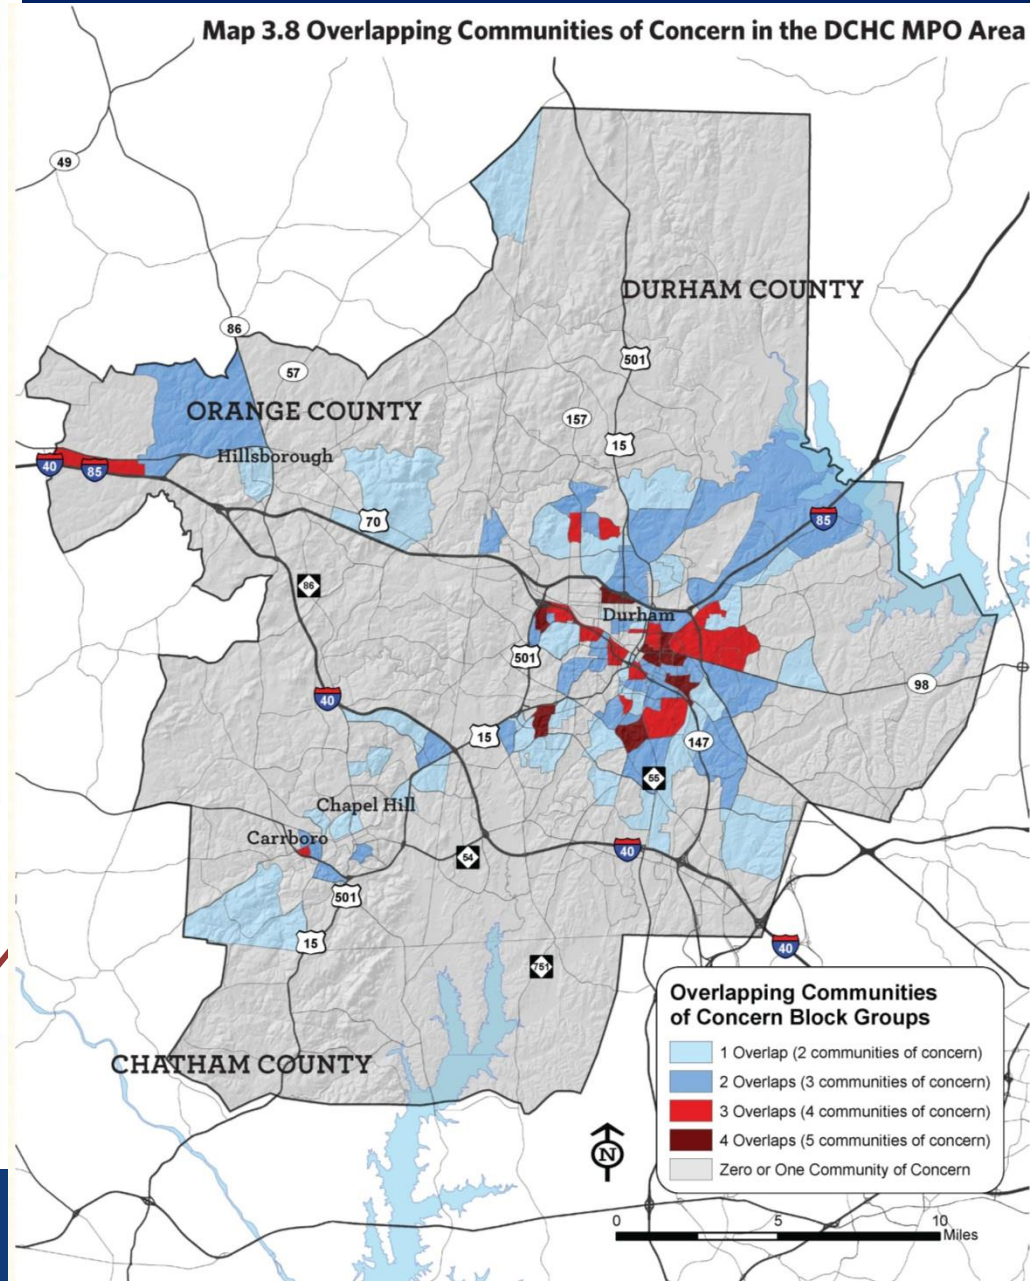 Map 3.8 Overlapping Communities of Concern in the DCHC MPO Area
49
DURHAM COUNTY
86
501
57
ORANGE COUNTY
157
15
Hillsborough
40
85
70
85
86
Durham
501
98
40
15
147
55
Chapel Hill
Carrboro
40
54
501
15
40
751
Overlapping Communities
of Concern Block Groups
1 Overlap (2 communities of concern)
2 Overlaps (3 communities of concern)
3 Overlaps (4 communities of concern)
4 Overlaps (5 communities of concern)
Zero or One Community of Concern
CHATHAM COUNTY
N
0 5 10
Miles